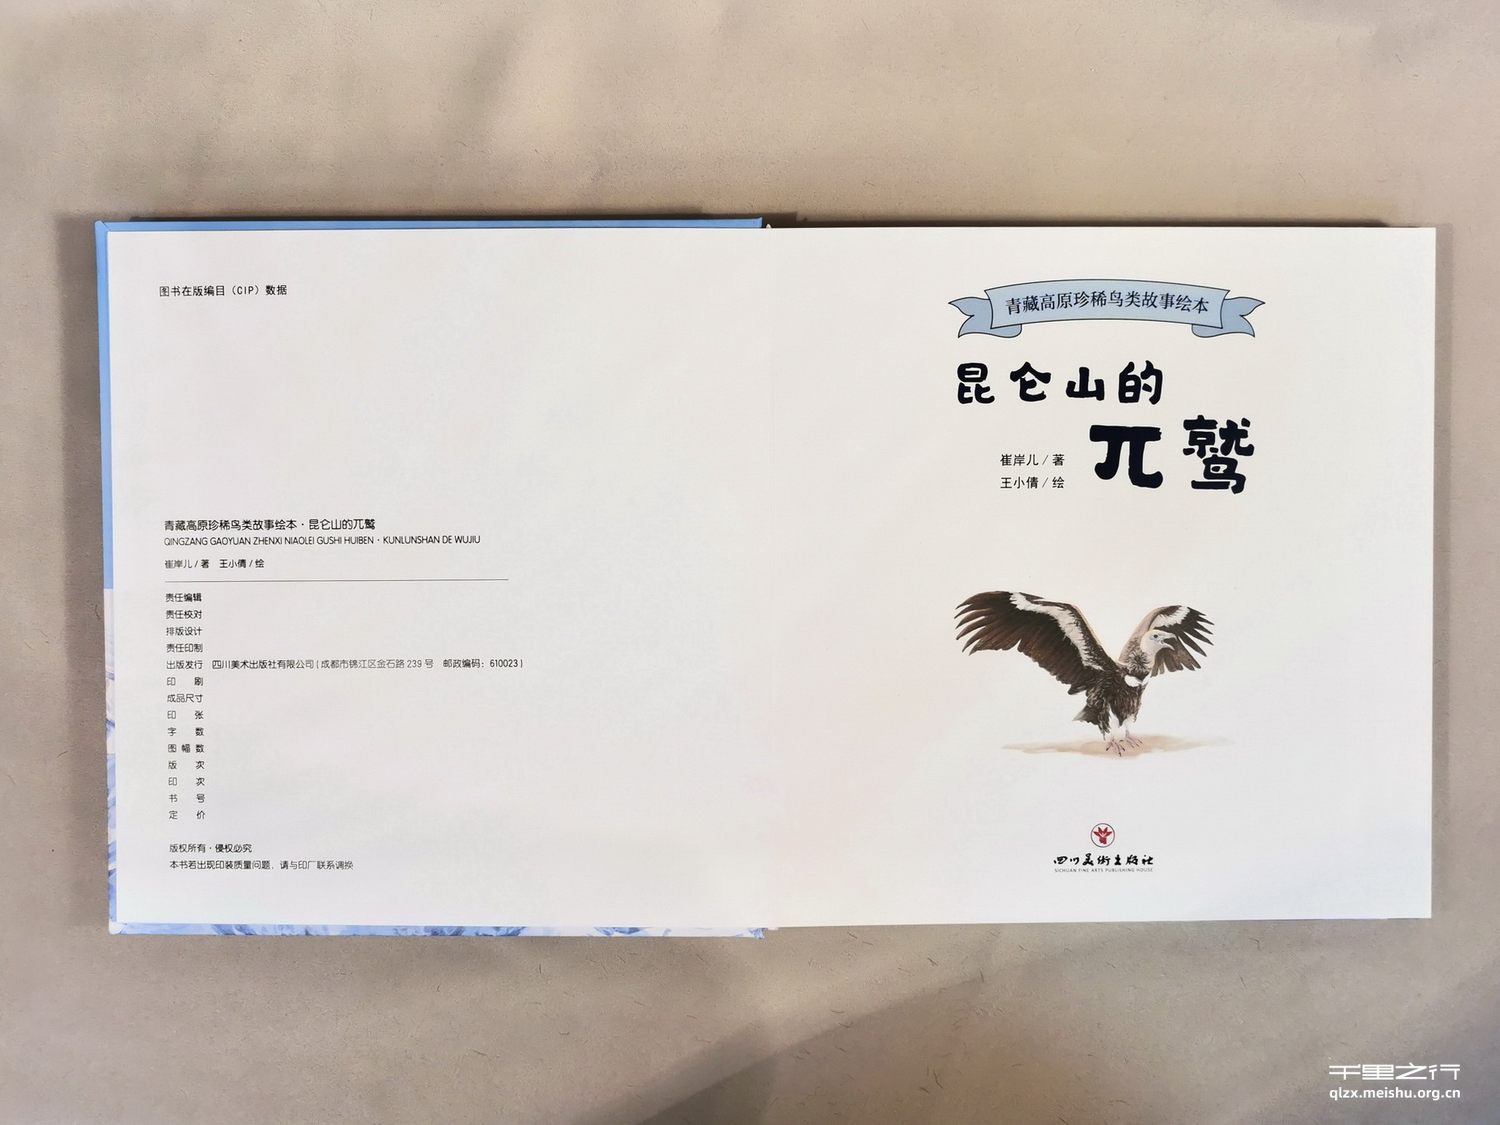 图书在版编目（CIP）数据
青藏高原珍稀鸟类故事绘本·昆仑山的兀鹫
QINGZANG GAOYUAN ZHENXI NIAOLEI GUSHI HUIBEN · KUNLUNSHAN DE WUJIU
崔岸儿 / 著　王小倩 / 绘
责任编辑
责任校对
排版设计
责任印制
出版发行　四川美术出版社有限公司（成都市锦江区金石路 239 号　邮政编码：610023）
印　刷
成品尺寸
印　张
字　数
图 幅 数
版　次
印　次
书　号
定　价
版权所有·侵权必究
本书若出现印装质量问题，请与印厂联系调换
青藏高原珍稀鸟类故事绘本
昆仑山的
兀鹫
崔岸儿 / 著
王小倩 / 绘
四川美術出版社
SICHUAN FINE ARTS PUBLISHING HOUSE
千里之行
qlzx.meishu.org.cn